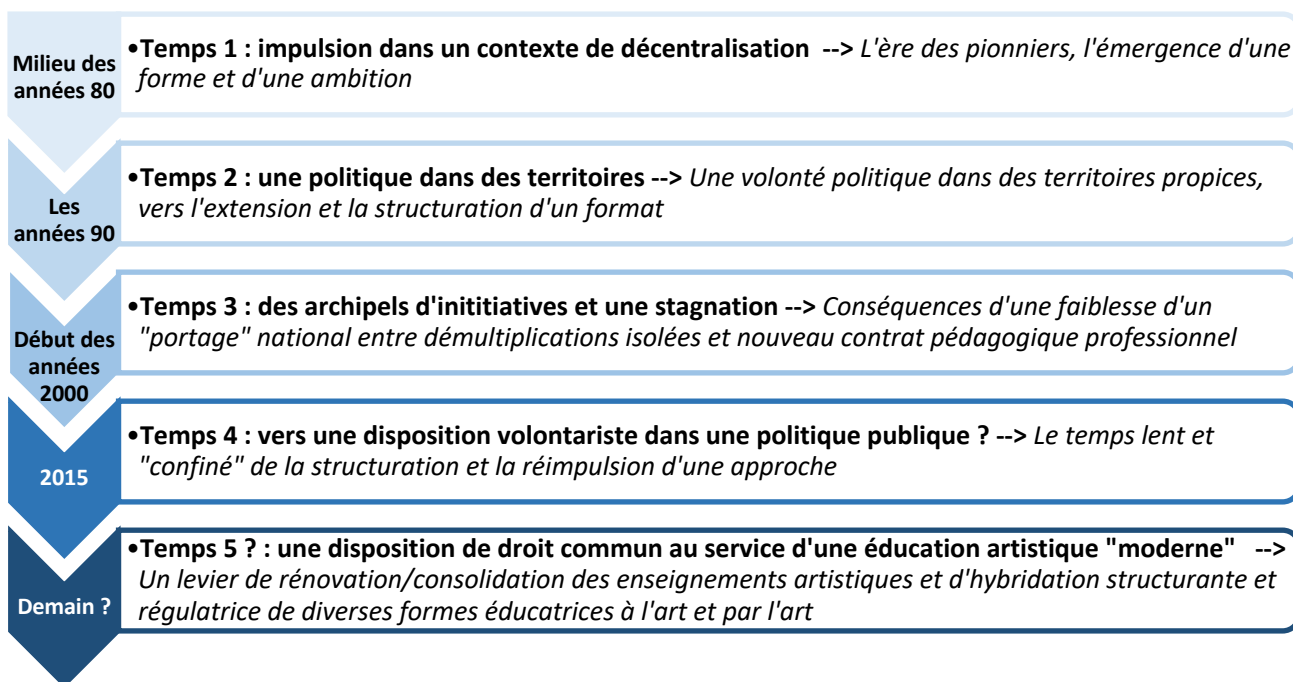 Milieu des
années 80
•Temps 1 : impulsion dans un contexte de décentralisation --> L'ère des pionniers, l'émergence d'une
forme et d'une ambition
Les
années 90
•Temps 2 : une politique dans des territoires --> Une volonté politique dans des territoires propices,
vers l'extension et la structuration d'un format
Début des
années
2000
•Temps 3 : des archipels d'inititiatives et une stagnation --> Conséquences d'une faiblesse d'un
"portage" national entre démultiplications isolées et nouveau contrat pédagogique professionnel
2015
•Temps 4 : vers une disposition volontariste dans une politique publique ? --> Le temps lent et
"confiné" de la structuration et la réimpulsion d'une approche
Demain ?
•Temps 5 ? : une disposition de droit commun au service d'une éducation artistique "moderne" -->
Un levier de rénovation/consolidation des enseignements artistiques et d'hybridation structurante et
régulatrice de diverses formes éducatrices à l'art et par l'art